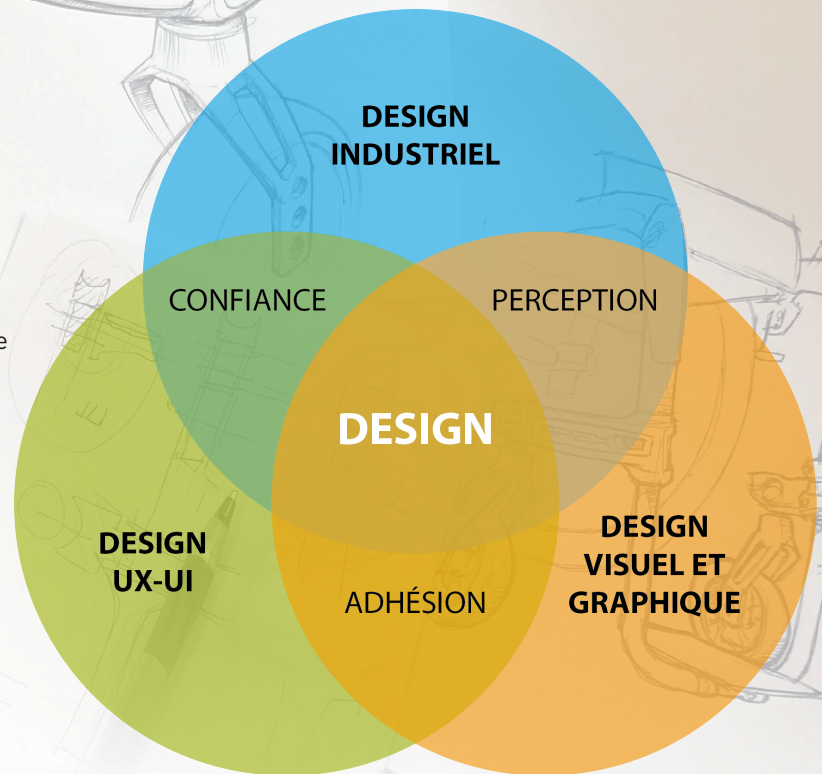 DESIGN
INDUSTRIEL
CONFIANCE
PERCEPTION
e
DESIGN
DESIGN
UX-UI
DESIGN
VISUEL ET
GRAPHIQUE
ADHÉSION